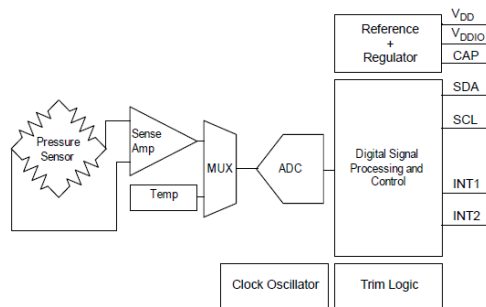 Reference
+
Regulator
VDD
VDDIO
CAP
Pressure
Sensor
Sense
Amp
Temp
MUX
ADC
Digital Signal
Processing and
Control
SDA
SCL
INT1
INT2
Clock Oscillator
Trim Logic